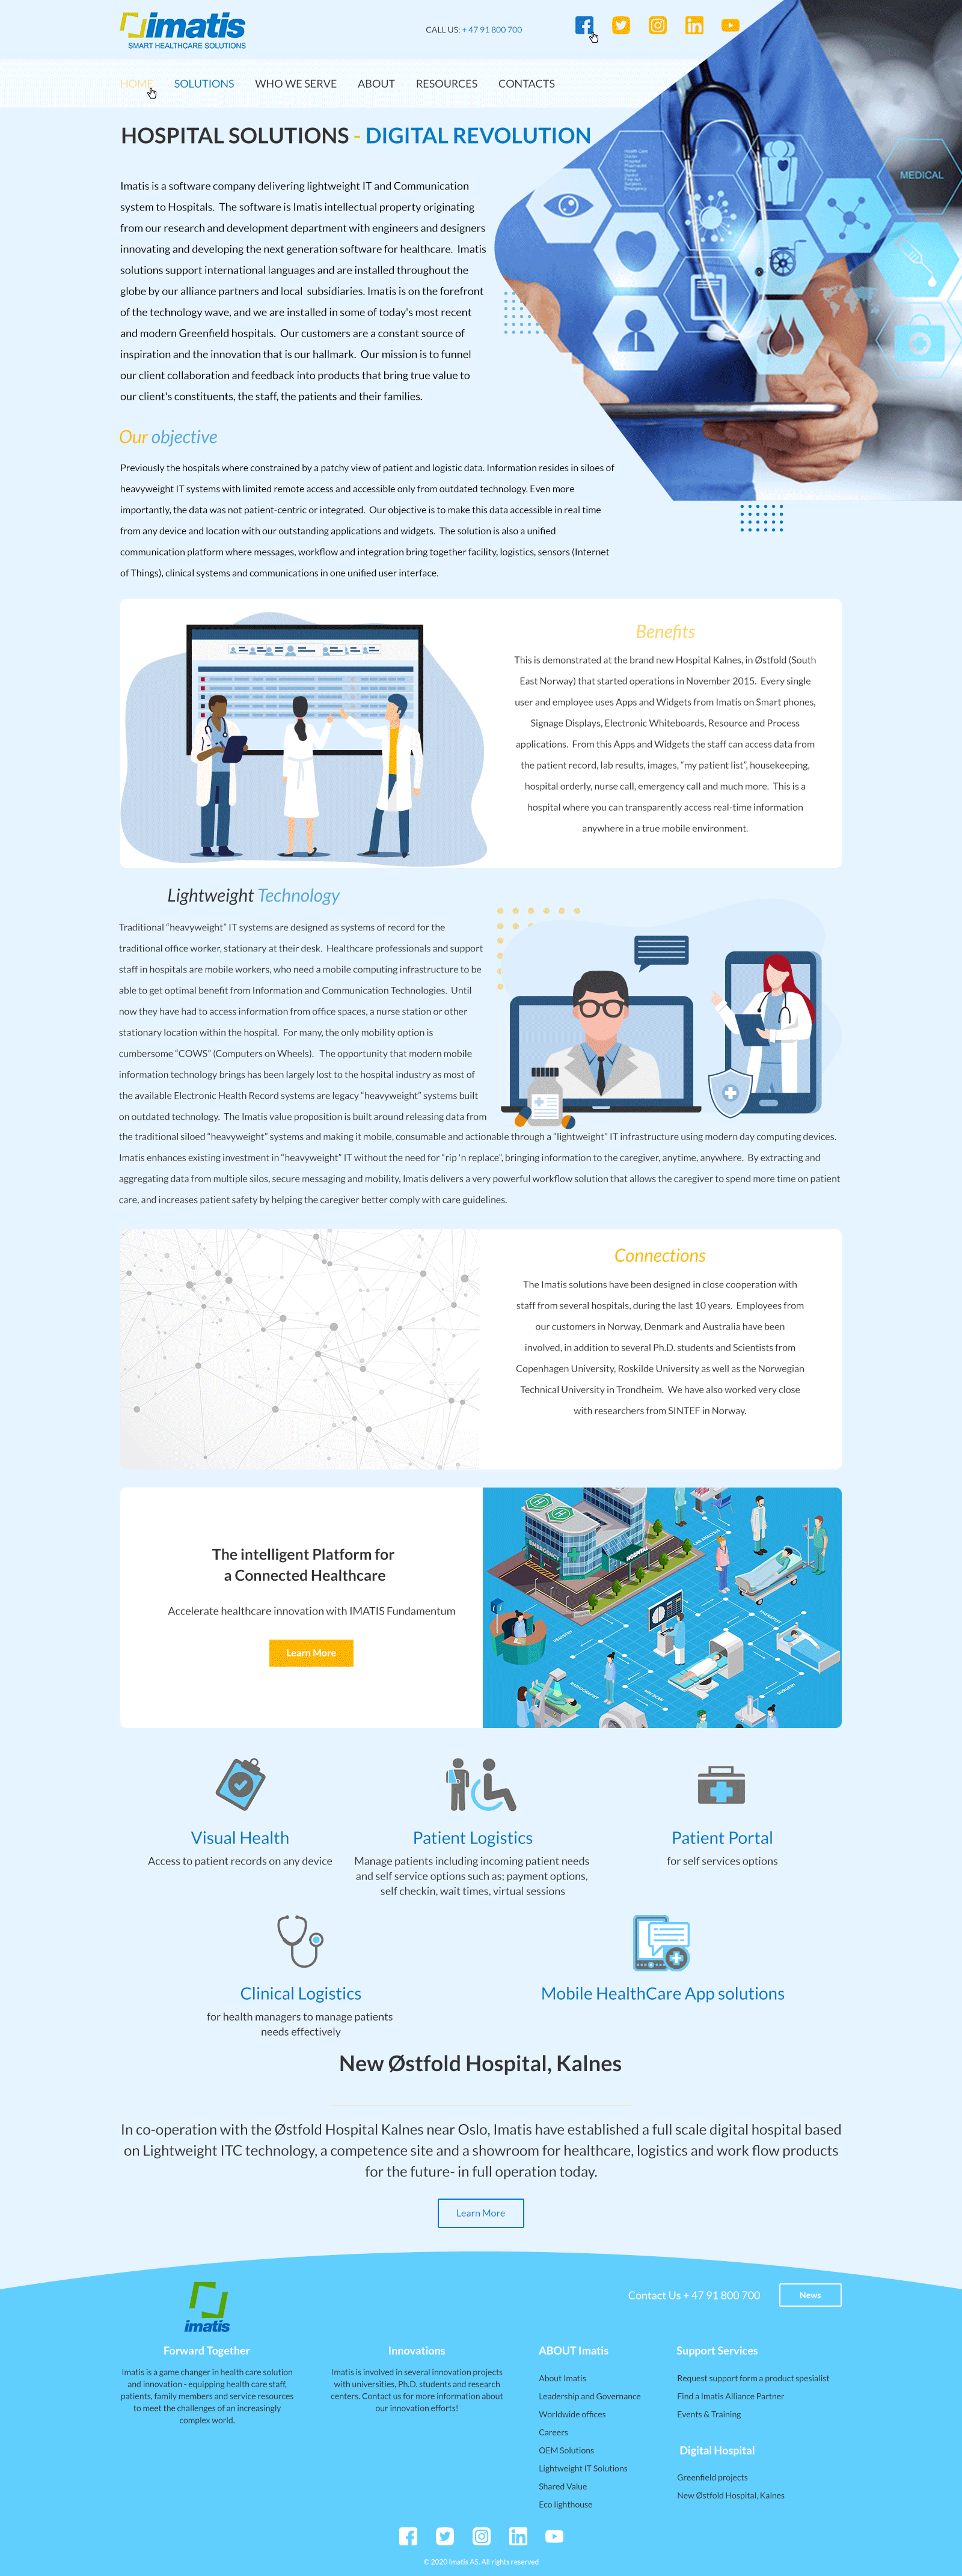 imatis
SMART HEALTHCARE SOLUTIONS
CALL US: + 47 91 800 700
HOME SOLUTIONS WHO WE SERVE ABOUT RESOURCES CONTACTS
HOSPITAL SOLUTIONS - DIGITAL REVOLUTION
MEDICAL
Health Care
Doctor
Hospital
Pharmacist
Nurse
Dentist
First Aid
Surgeon
Emergency
Imatis is a software company delivering lightweight IT and Communication
system to Hospitals. The software is Imatis intellectual property originating
from our research and development department with engineers and designers
innovating and developing the next generation software for healthcare. Imatis
solutions support international languages and are installed throughout the
globe by our alliance partners and local subsidiaries. Imatis is on the forefront
of the technology wave, and we are installed in some of today's most recent
and modern Greenfield hospitals. Our customers are a constant source of
inspiration and the innovation that is our hallmark. Our mission is to funnel
our client collaboration and feedback into products that bring true value to
our client's constituents, the staff, the patients and their families.
Our objective
Previously the hospitals where constrained by a patchy view of patient and logistic data. Information resides in siloes of
heavyweight IT systems with limited remote access and accessible only from outdated technology. Even more
importantly, the data was not patient-centric or integrated. Our objective is to make this data accessible in real time
from any device and location with our outstanding applications and widgets. The solution is also a unified
communication platform where messages, workflow and integration bring together facility, logistics, sensors (Internet
of Things), clinical systems and communications in one unified user interface.
Benefits
This is demonstrated at the brand new Hospital Kalnes, in Østfold (South
East Norway) that started operations in November 2015. Every single
user and employee uses Apps and Widgets from Imatis on Smart phones,
Signage Displays, Electronic Whiteboards, Resource and Process
applications. From this Apps and Widgets the staff can access data from
the patient record, lab results, images, "my patient list", housekeeping,
hospital orderly, nurse call, emergency call and much more. This is a
hospital where you can transparently access real-time information
anywhere in a true mobile environment.
Lightweight Technology
Traditional "heavyweight" IT systems are designed as systems of record for the
traditional office worker, stationary at their desk. Healthcare professionals and support
staff in hospitals are mobile workers, who need a mobile computing infrastructure to be
able to get optimal benefit from Information and Communication Technologies. Until
now they have had to access information from office spaces, a nurse station or other
stationary location within the hospital. For many, the only mobility option is
cumbersome "COWS" (Computers on Wheels). The opportunity that modern mobile
information technology brings has been largely lost to the hospital industry as most of
the available Electronic Health Record systems are legacy "heavyweight" systems built
on outdated technology. The Imatis value proposition is built around releasing data from
the traditional siloed "heavyweight" systems and making it mobile, consumable and actionable through a "lightweight" IT infrastructure using modern day computing devices.
Imatis enhances existing investment in "heavyweight" IT without the need for "rip 'n replace", bringing information to the caregiver, anytime, anywhere. By extracting and
aggregating data from multiple silos, secure messaging and mobility, Imatis delivers a very powerful workflow solution that allows the caregiver to spend more time on patient
care, and increases patient safety by helping the caregiver better comply with care guidelines.
Connections
The Imatis solutions have been designed in close cooperation with
staff from several hospitals, during the last 10 years. Employees from
our customers in Norway, Denmark and Australia have been
involved, in addition to several Ph.D. students and Scientists from
Copenhagen University, Roskilde University as well as the Norwegian
Technical University in Trondheim. We have also worked very close
with researchers from SINTEF in Norway.
The intelligent Platform for
a Connected Healthcare
Accelerate healthcare innovation with IMATIS Fundamentum
Learn More
H
H
HOSPITAL
REGISTRY
THERAPIST
SURGERY
Visual Health
Access to patient records on any device
Patient Logistics
Manage patients including incoming patient needs
and self service options such as; payment options,
self checkin, wait times, virtual sessions
Patient Portal
for self services options
Clinical Logistics
for health managers to manage patients
needs effectively
Mobile HealthCare App solutions
New Østfold Hospital, Kalnes
In co-operation with the Østfold Hospital Kalnes near Oslo, Imatis have established a full scale digital hospital based
on Lightweight ITC technology, a competence site and a showroom for healthcare, logistics and work flow products
for the future- in full operation today.
Learn More
imatis
Contact Us + 47 91 800 700
News
Forward Together
Imatis is a game changer in health care solution
and innovation - equipping health care staff,
patients, family members and service resources
to meet the challenges of an increasingly
complex world.
Innovations
Imatis is involved in several innovation projects
with universities, Ph.D. students and research
centers. Contact us for more information about
our innovation efforts!
ABOUT Imatis
About Imatis
Leadership and Governance
Worldwide offices
Careers
OEM Solutions
Lightweight IT Solutions
Shared Value
Eco lighthouse
Support Services
Request support form a product spesialist
Find a Imatis Alliance Partner
Events & Training
Digital Hospital
Greenfield projects
New Østfold Hospital, Kalnes
© 2020 Imatis AS. All rights reserved